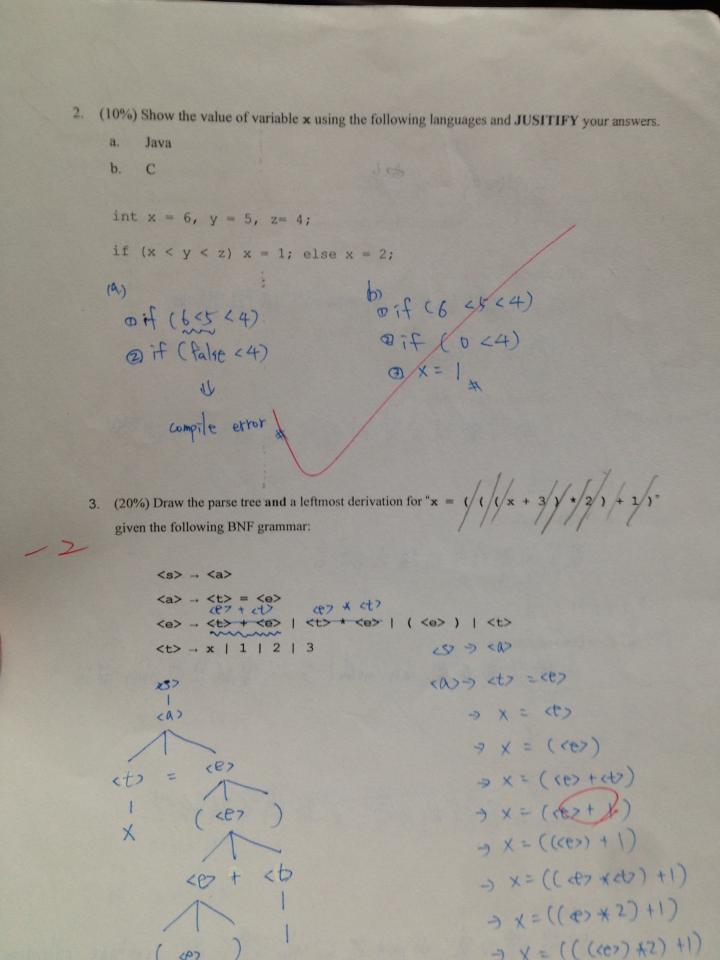 2. (10%) Show the value of variable x using the following languages and JUSITIFY your answers.
a. Java
b. C
int x = 6, y = 5, z= 4;
if (x < y < z) x = 1; else x = 2;
(a)
① if (6<5 <4)
② if (false <4)
⇓
compile error #
b)
① if (6 <5 <4)
② if (0 <4)
③ x = 1 #
3. (20%) Draw the parse tree and a leftmost derivation for "x = ( ( ( x + 3 ) * 2 ) + 1 )"
given the following BNF grammar:
-2
<s> → <a>
<a> → <t> = <e>
<e> + <t> <e> * <t>
<e> → <t> + <e> | <t> * <e> | ( <e> ) | <t>
<t> → x | 1 | 2 | 3
<s>
<a>
<t> = <e>
x ( <e> )
<e> + <t>
1
( <e> )
<s> → <a>
<a> → <t> = <e>
→ x = <e>
→ x = (<e>)
→ x = (<e> + <t>)
→ x = (<e> + 1)
→ x = ((<e>) + 1)
→ x = ((<e> * <t>) + 1)
→ x = ((<e> * 2) + 1)
→ x = (((<e>) * 2) + 1)